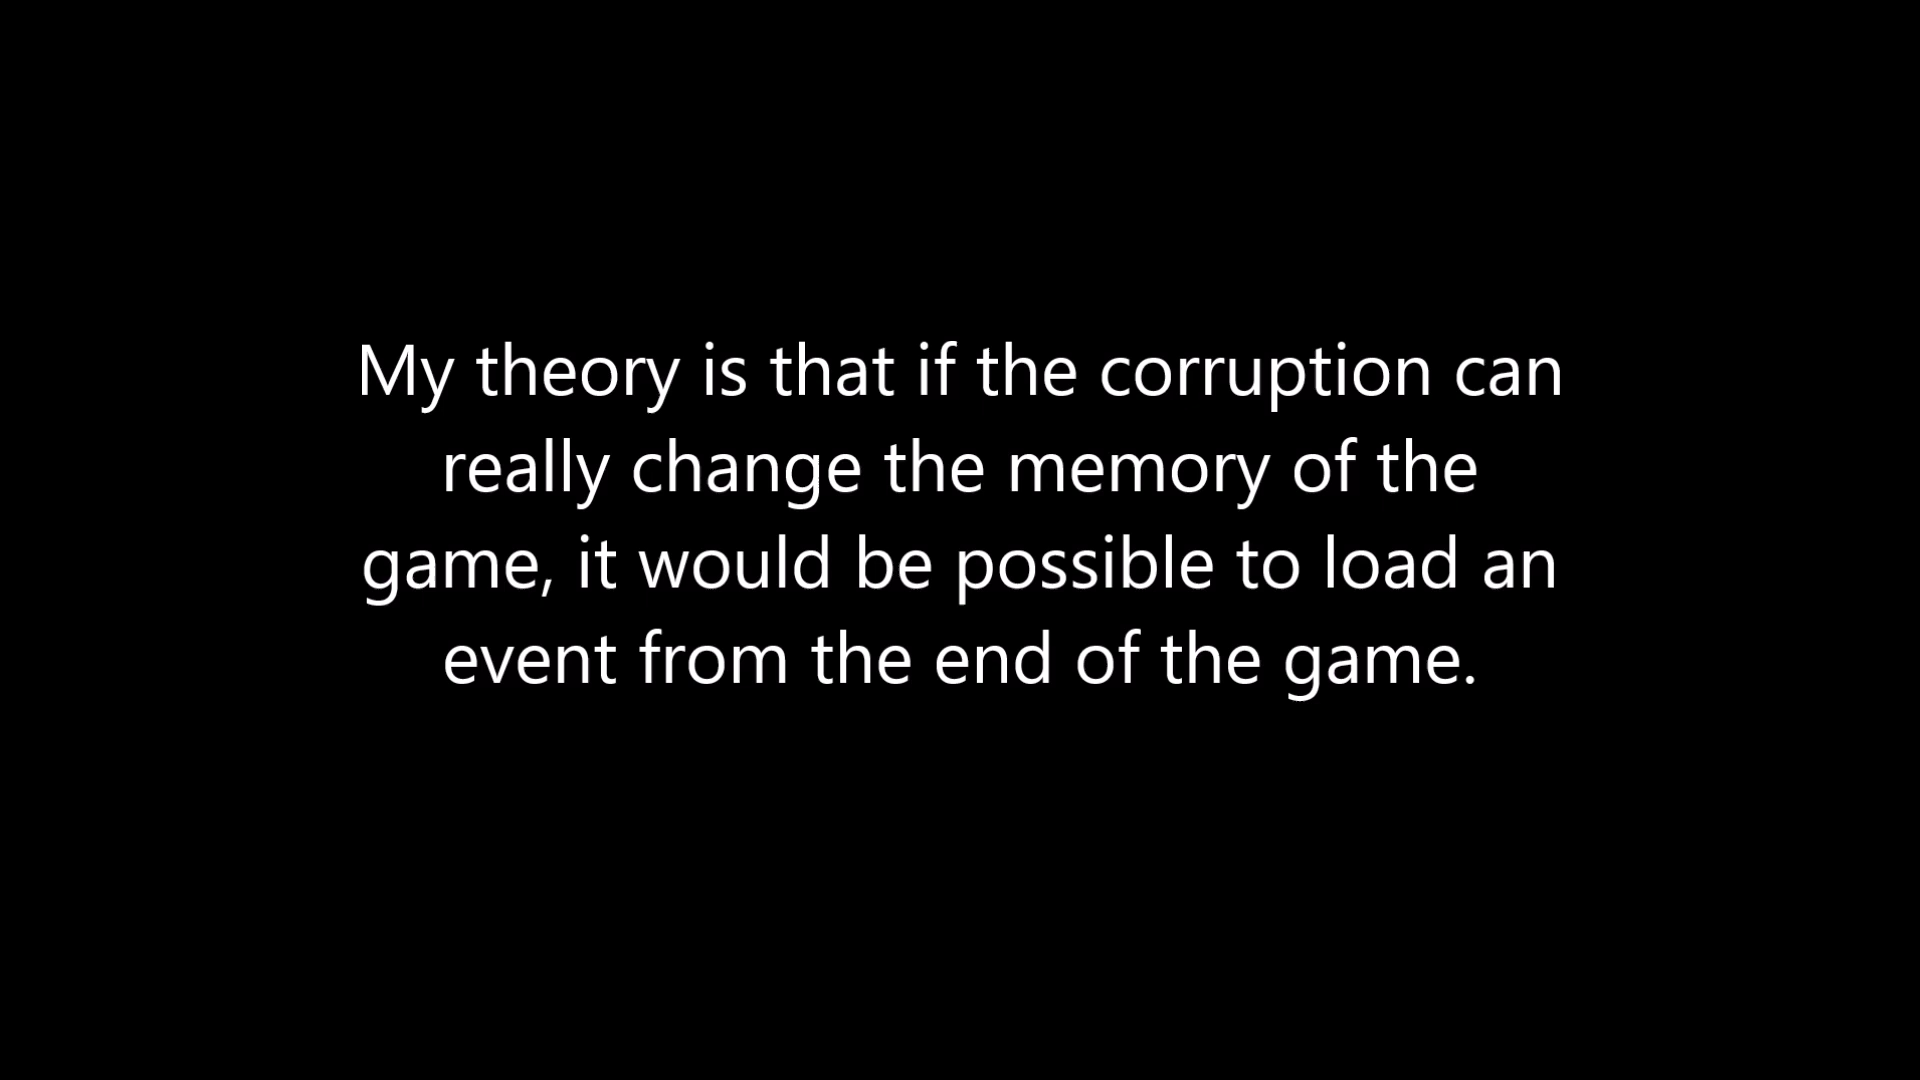 My theory is that if the corruption can
really change the memory of the
game, it would be possible to load an
event from the end of the game.